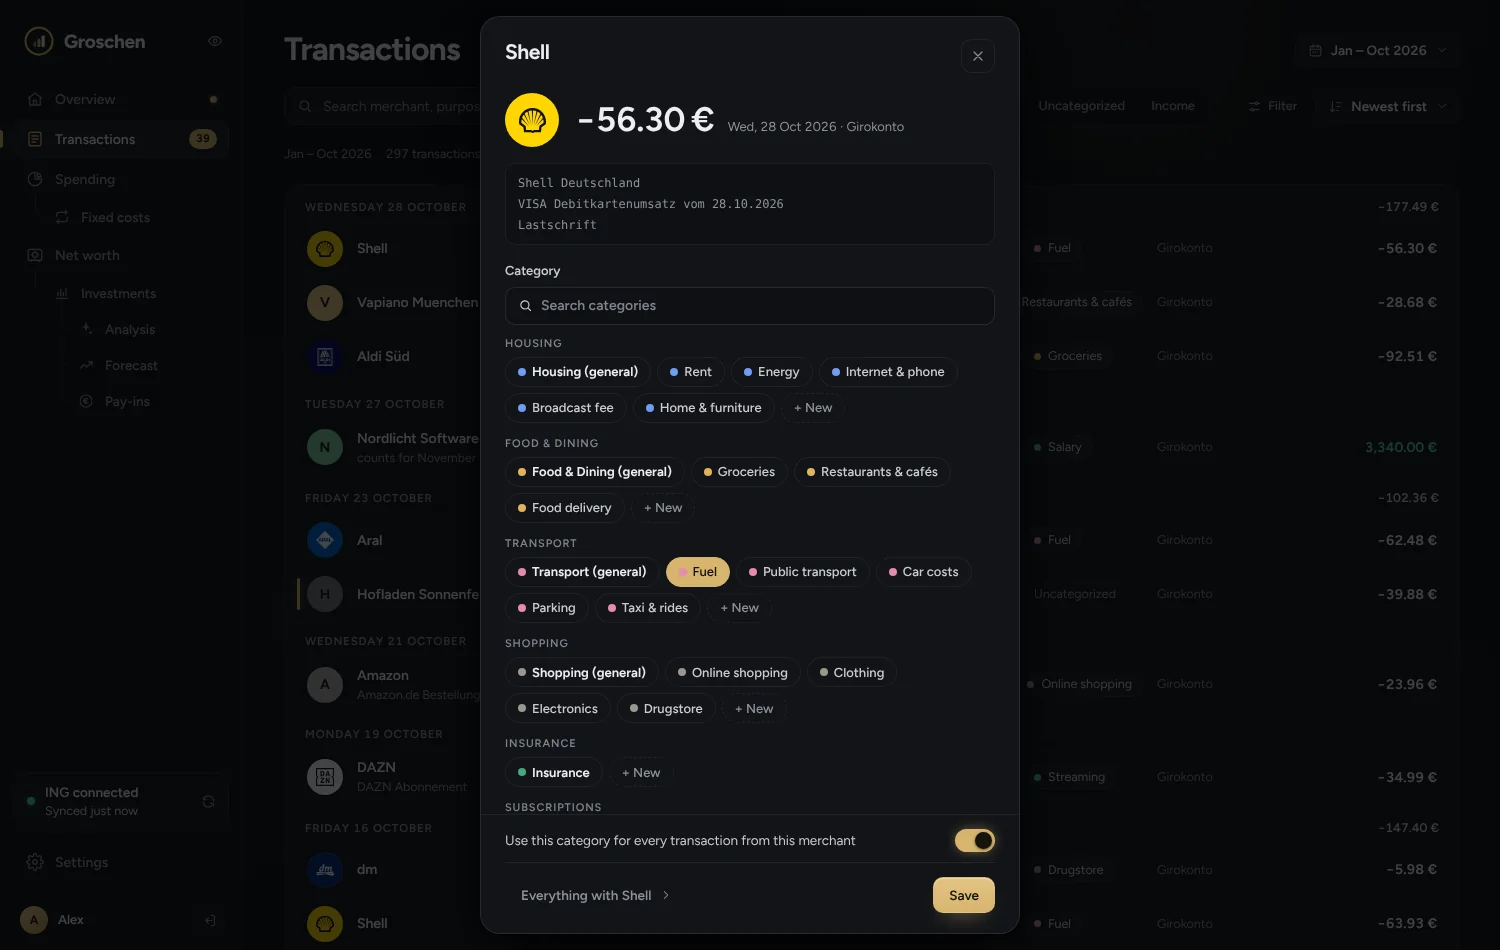 Groschen
Overview
Transactions 39
Spending
Fixed costs
Net worth
Investments
Analysis
Forecast
Pay-ins
ING connected
Synced just now
Settings
A Alex
Transactions
Jan – Oct 2026
Search merchant, purpos
Uncategorized Income Filter Newest first
Jan – Oct 2026 297 transactions
WEDNESDAY 28 OCTOBER -177.49 €
Shell Fuel Girokonto -56.30 €
V Vapiano Muenchen Restaurants & cafés Girokonto -28.68 €
Aldi Süd Groceries Girokonto -92.51 €
TUESDAY 27 OCTOBER
N Nordlicht Software Salary Girokonto 3,340.00 €
counts for November
FRIDAY 23 OCTOBER -102.36 €
Aral Fuel Girokonto -62.48 €
H Hofladen Sonnenfe Uncategorized Girokonto -39.88 €
WEDNESDAY 21 OCTOBER
A Amazon Online shopping Girokonto -23.96 €
Amazon.de Bestellung
MONDAY 19 OCTOBER
DAZN Streaming Girokonto -34.99 €
DAZN Abonnement
FRIDAY 16 OCTOBER -147.40 €
dm dm Drugstore Girokonto -5.98 €
Shell Fuel Girokonto -63.93 €
Shell
-56.30 € Wed, 28 Oct 2026 · Girokonto
Shell Deutschland
VISA Debitkartenumsatz vom 28.10.2026
Lastschrift
Category
Search categories
HOUSING
Housing (general) Rent Energy Internet & phone
Broadcast fee Home & furniture + New
FOOD & DINING
Food & Dining (general) Groceries Restaurants & cafés
Food delivery + New
TRANSPORT
Transport (general) Fuel Public transport Car costs
Parking Taxi & rides + New
SHOPPING
Shopping (general) Online shopping Clothing
Electronics Drugstore + New
INSURANCE
Insurance + New
SUBSCRIPTIONS
Use this category for every transaction from this merchant
Everything with Shell
Save